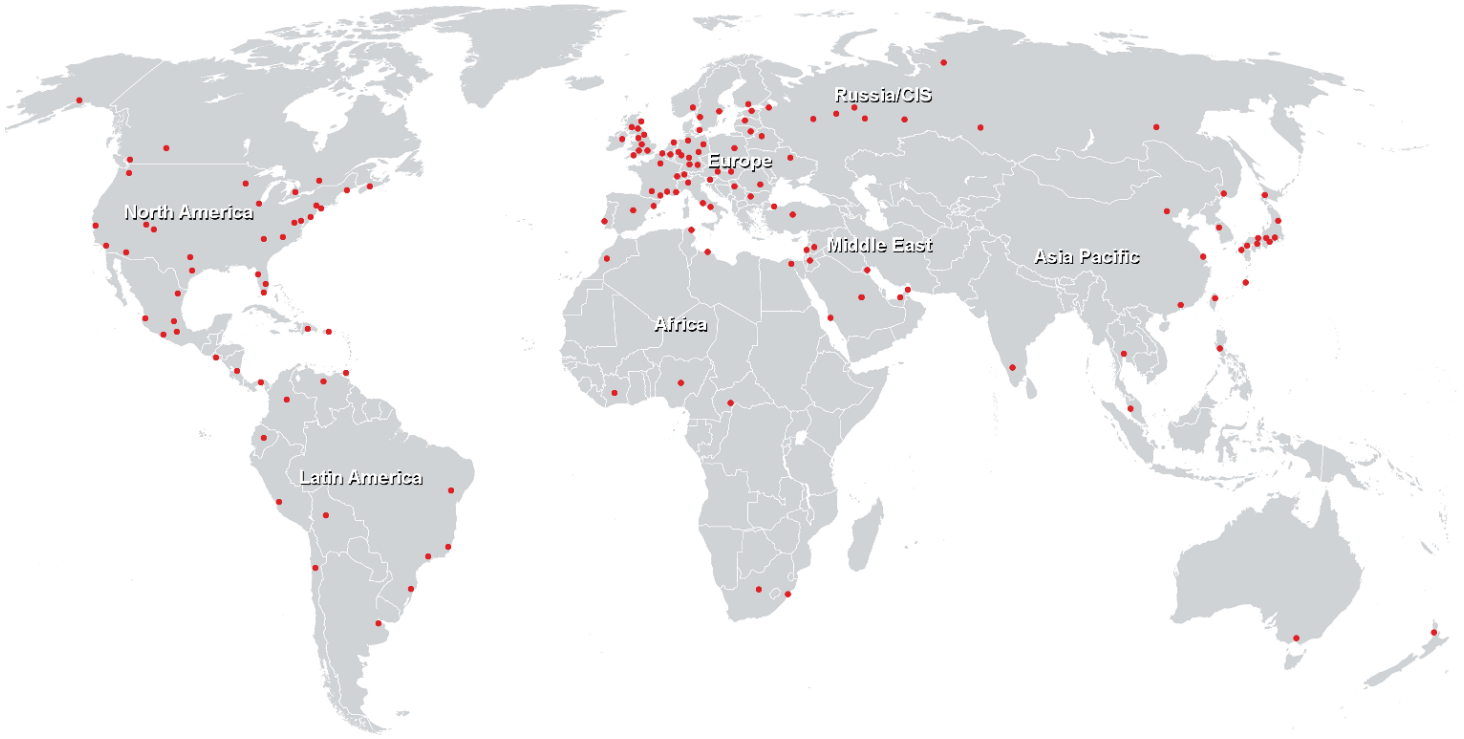 Russia/CIS
Europe
North America
Middle East
Asia Pacific
Africa
Latin America